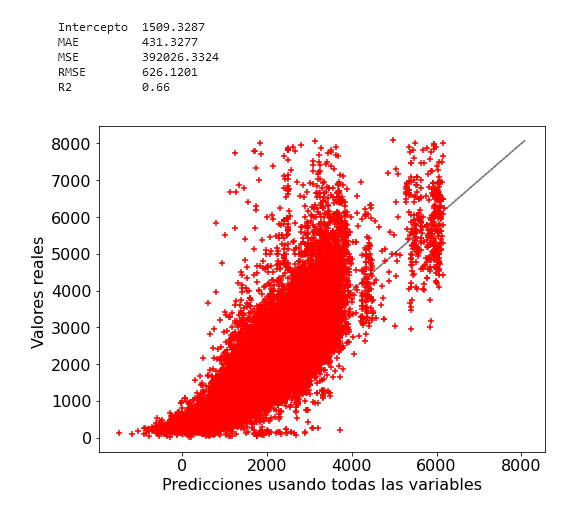 Intercepto 1509.3287
MAE 431.3277
MSE 392026.3324
RMSE 626.1201
R2 0.66
8000
7000
6000
5000
4000
3000
2000
1000
0
Valores reales
0 2000 4000 6000 8000
Predicciones usando todas las variables